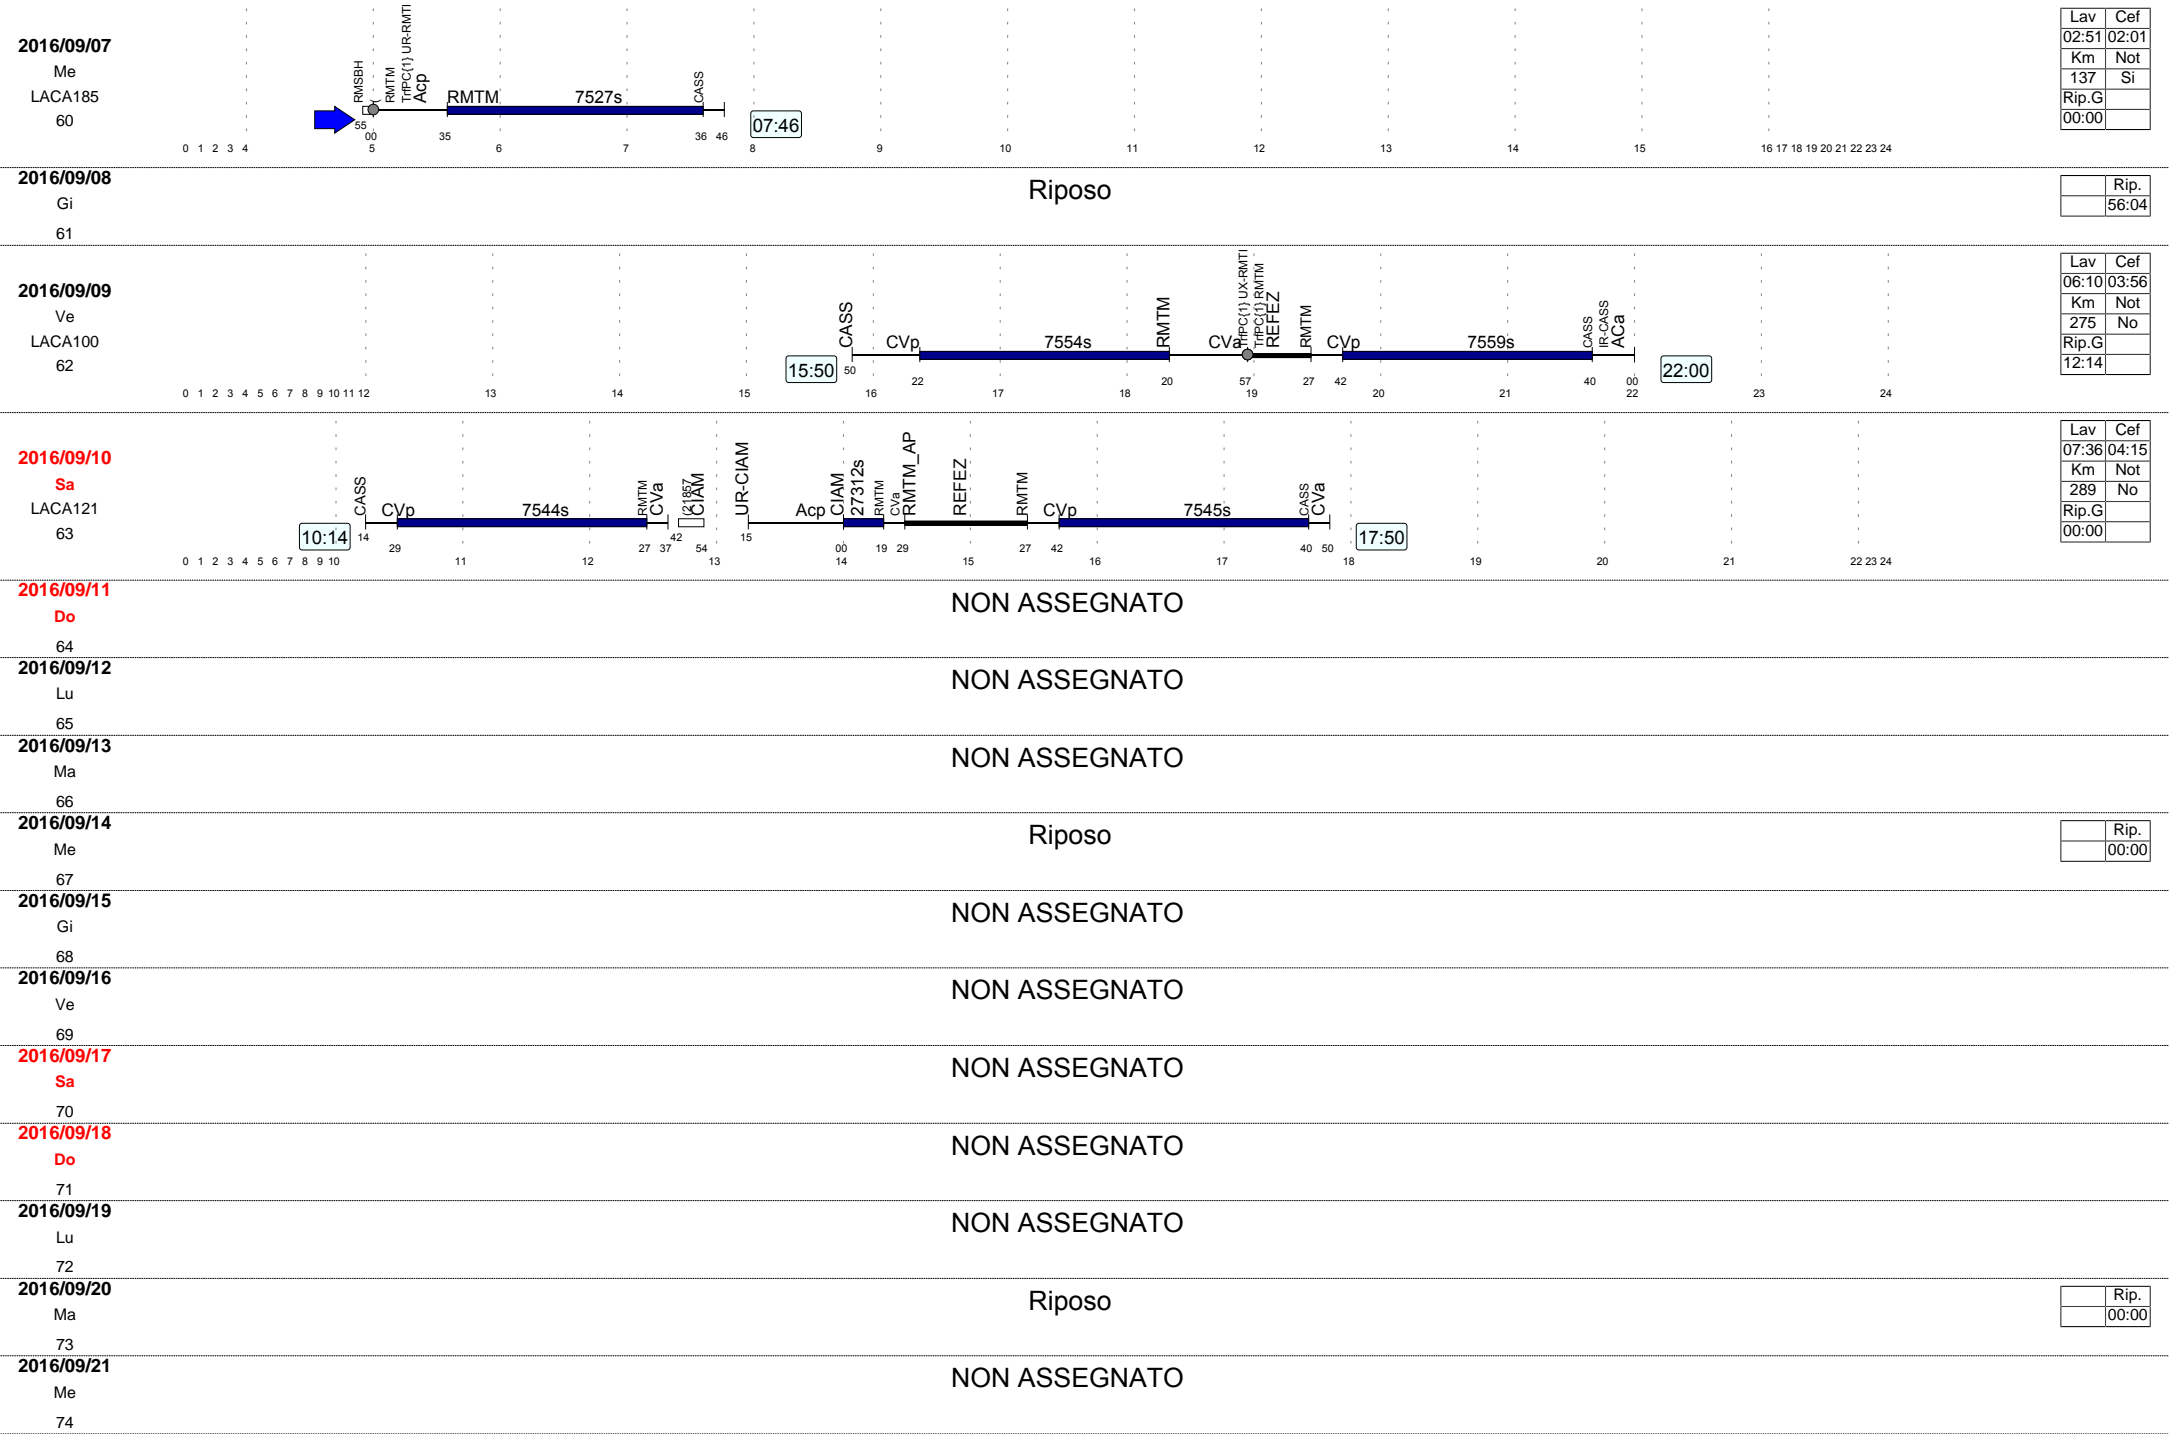 2016/09/07
Me
LACA185
60
RMSBH
RMTM
TrfPC{1} UR-RMTI
Acp
RMTM 7527s CASS
55 00 35 36 46
07:46
0 1 2 3 4 5 6 7 8 9 10 11 12 13 14 15 16 17 18 19 20 21 22 23 24
Lav Cef
02:51 02:01
Km Not
137 Si
Rip.G
00:00
2016/09/08
Gi
61
Riposo
Rip.
56:04
2016/09/09
Ve
LACA100
62
15:50
CASS CVp 7554s RMTM CVa
TrfPC{1} UX-RMTI
TrfPC{1} RMTM
REFEZ
RMTM CVp 7559s CASS
IR-CASS
ACa
50 22 20 57 27 42 40 00
22:00
0 1 2 3 4 5 6 7 8 9 10 11 12 13 14 15 16 17 18 19 20 21 22 23 24
Lav Cef
06:10 03:56
Km Not
275 No
Rip.G
12:14
2016/09/10
Sa
LACA121
63
10:14
CASS CVp 7544s RMTM CVa (21857 CIAM UR-CIAM Acp CIAM 27312s RMTM CVa RMTM_AP REFEZ RMTM CVp 7545s CASS CVa
14 29 27 37 42 54 15 00 19 29 27 42 40 50
17:50
0 1 2 3 4 5 6 7 8 9 10 11 12 13 14 15 16 17 18 19 20 21 22 23 24
Lav Cef
07:36 04:15
Km Not
289 No
Rip.G
00:00
2016/09/11
Do
64
NON ASSEGNATO
2016/09/12
Lu
65
NON ASSEGNATO
2016/09/13
Ma
66
NON ASSEGNATO
2016/09/14
Me
67
Riposo
Rip.
00:00
2016/09/15
Gi
68
NON ASSEGNATO
2016/09/16
Ve
69
NON ASSEGNATO
2016/09/17
Sa
70
NON ASSEGNATO
2016/09/18
Do
71
NON ASSEGNATO
2016/09/19
Lu
72
NON ASSEGNATO
2016/09/20
Ma
73
Riposo
Rip.
00:00
2016/09/21
Me
74
NON ASSEGNATO